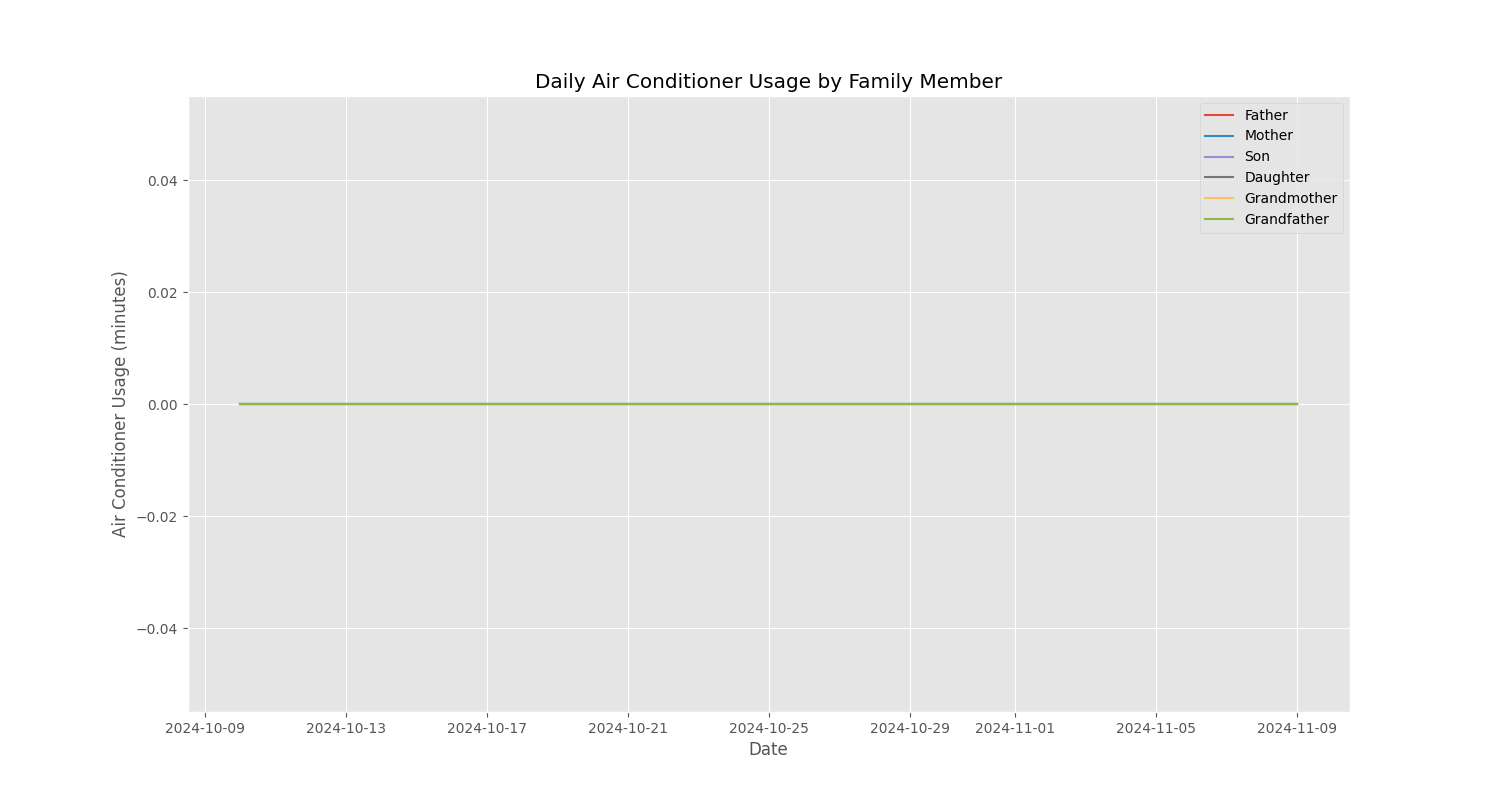 Daily Air Conditioner Usage by Family Member
Father
Mother
Son
Daughter
Grandmother
Grandfather
Air Conditioner Usage (minutes)
0.04
0.02
0.00
−0.02
−0.04
2024-10-09 2024-10-13 2024-10-17 2024-10-21 2024-10-25 2024-10-29 2024-11-01 2024-11-05 2024-11-09
Date